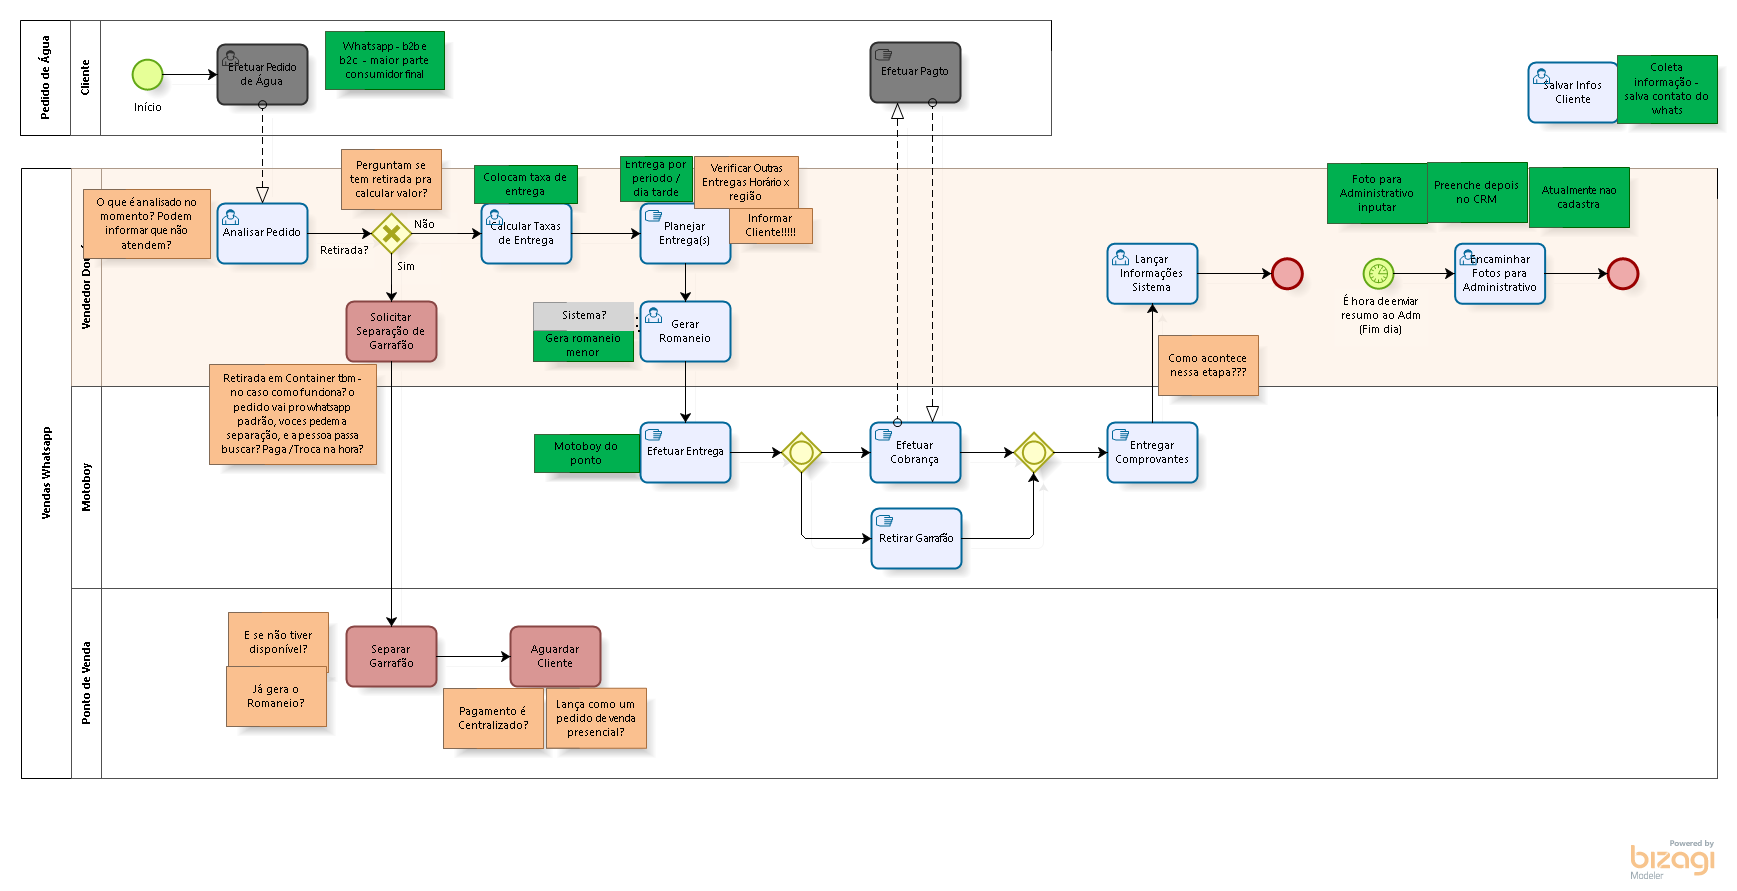 Pedido de Água
Cliente
Início
Efetuar Pedido
de Água
Whatsapp - b2b e
b2c - maior parte
consumidor final
Efetuar Pagto
Salvar Infos
Cliente
Coleta
informação -
salva contato do
whats
Vendas Whatsapp
Vendedor
O que é analisado no
momento? Podem
informar que não
atendem?
Analisar Pedido
Perguntam se
tem retirada pra
calcular valor?
Retirada?
Não
Sim
Colocam taxa de
entrega
Calcular Taxas
de Entrega
Entrega por
periodo /
dia tarde
Verificar Outras
Entregas Horário x
região
Informar
Cliente!!!!!
Planejar
Entrega(s)
Solicitar
Separação de
Garrafão
Sistema?
Gera romaneio
menor
Gerar
Romaneio
Lançar
Informações
Sistema
Foto para
Administrativo
inputar
Preenche depois
no CRM
Atualmente nao
cadastra
É hora de enviar
resumo ao Adm
(Fim dia)
Encaminhar
Fotos para
Administrativo
Como acontece
nessa etapa???
Retirada em Container tbm -
no caso como funciona? o
pedido vai pro whatsapp
padrão, voces pedem a
separação, e a pessoa passa
buscar? Paga /Troca na hora?
Motoboy
Motoboy do
ponto
Efetuar Entrega
Efetuar
Cobrança
Retirar Garrafão
Entregar
Comprovantes
Ponto de Venda
E se não tiver
disponível?
Já gera o
Romaneio?
Separar
Garrafão
Aguardar
Cliente
Pagamento é
Centralizado?
Lança como um
pedido de venda
presencial?
Powered by
bizagi
Modeler